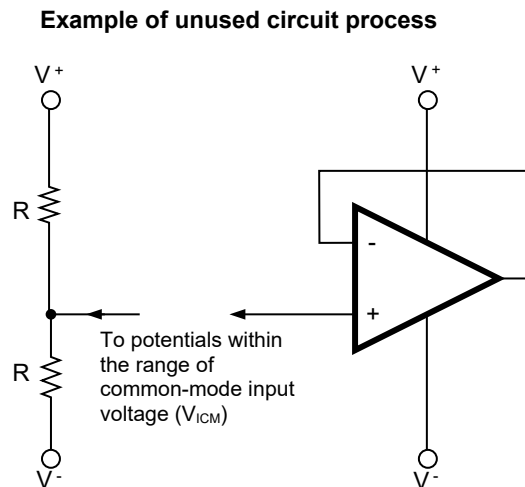 Example of unused circuit process
V+
V+
R
-
+
To potentials within
the range of
common-mode input
voltage (VICM)
R
V-
V-